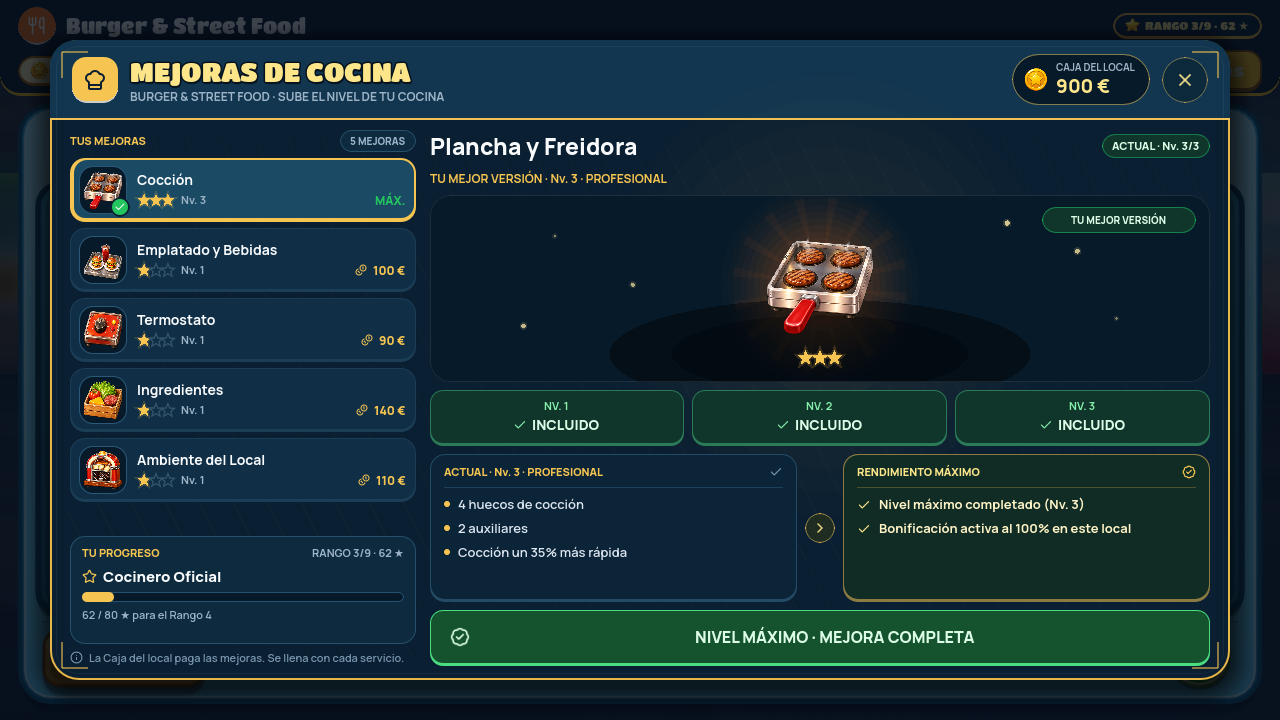 Burger & Street Food
RANGO 3/9 · 62 ★
MEJORAS DE COCINA
BURGER & STREET FOOD · SUBE EL NIVEL DE TU COCINA
CAJA DEL LOCAL
900 €
TUS MEJORAS
5 MEJORAS
Cocción
Nv. 3
MÁX.
Emplatado y Bebidas
Nv. 1
100 €
Termostato
Nv. 1
90 €
Ingredientes
Nv. 1
140 €
Ambiente del Local
Nv. 1
110 €
TU PROGRESO
RANGO 3/9 · 62 ★
Cocinero Oficial
62 / 80 ★ para el Rango 4
La Caja del local paga las mejoras. Se llena con cada servicio.
Plancha y Freidora
ACTUAL · Nv. 3/3
TU MEJOR VERSIÓN · Nv. 3 · PROFESIONAL
TU MEJOR VERSIÓN
NV. 1
INCLUIDO
NV. 2
INCLUIDO
NV. 3
INCLUIDO
ACTUAL · Nv. 3 · PROFESIONAL
4 huecos de cocción
2 auxiliares
Cocción un 35% más rápida
RENDIMIENTO MÁXIMO
Nivel máximo completado (Nv. 3)
Bonificación activa al 100% en este local
NIVEL MÁXIMO · MEJORA COMPLETA